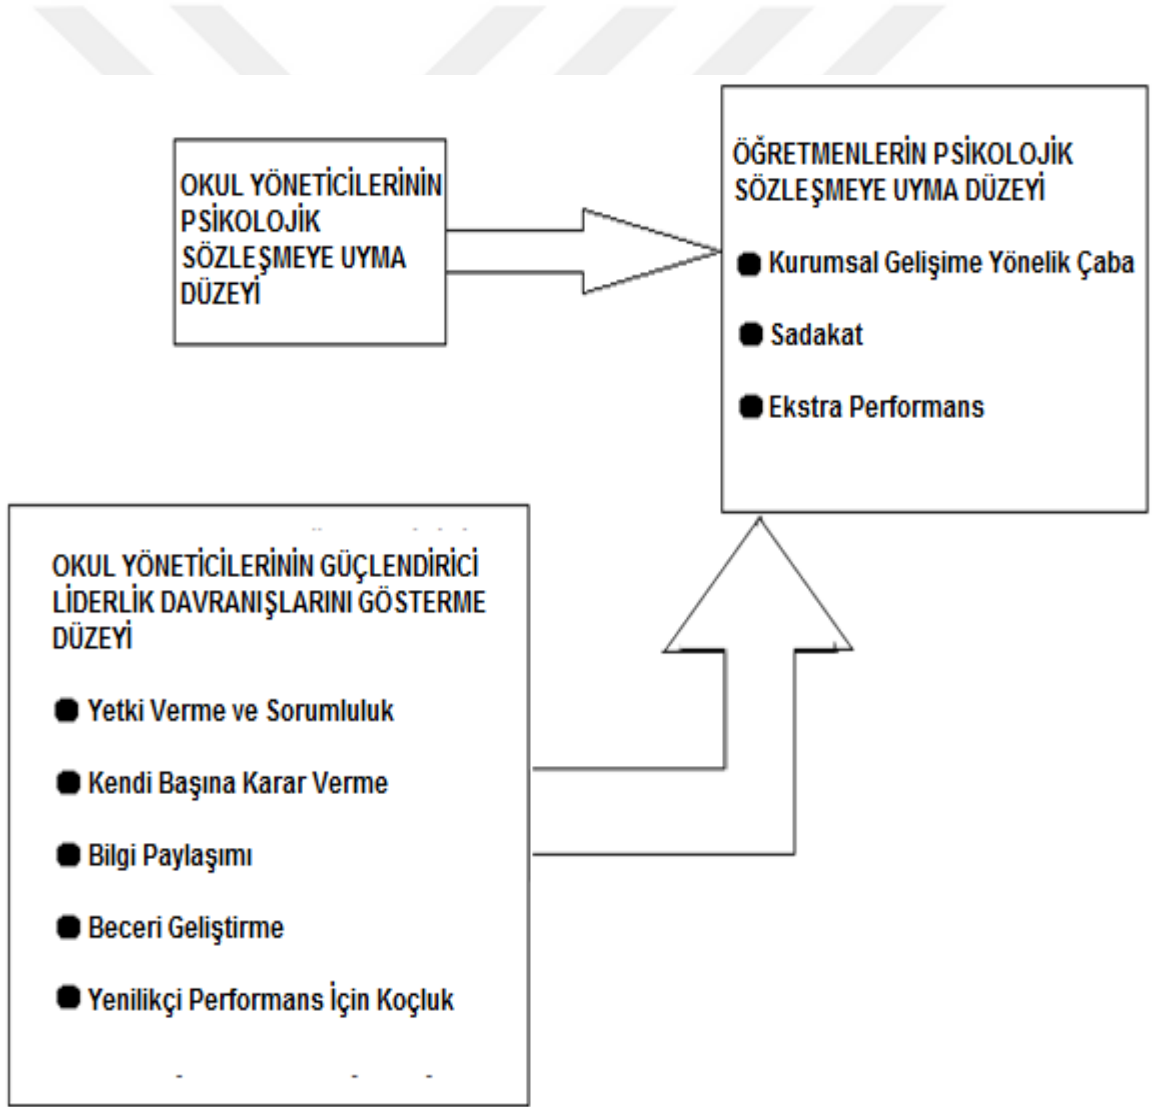 OKUL YÖNETİCİLERİNİN
PSİKOLOJİK
SÖZLEŞMEYE UYMA
DÜZEYİ
ÖĞRETMENLERİN PSİKOLOJİK
SÖZLEŞMEYE UYMA DÜZEYİ
● Kurumsal Gelişime Yönelik Çaba
● Sadakat
● Ekstra Performans
OKUL YÖNETİCİLERİNİN GÜÇLENDİRİCİ
LİDERLİK DAVRANIŞLARINI GÖSTERME
DÜZEYİ
● Yetki Verme ve Sorumluluk
● Kendi Başına Karar Verme
● Bilgi Paylaşımı
● Beceri Geliştirme
● Yenilikçi Performans İçin Koçluk